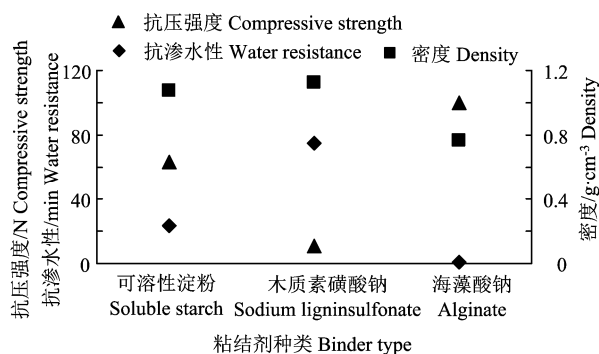 抗压强度 Compressive strength
抗渗水性 Water resistance
密度 Density
抗压强度/N Compressive strength
抗渗水性/min Water resistance
120
80
40
0
1.2
0.8
0.4
0
密度/g·cm-3 Density
可溶性淀粉
Soluble starch
木质素磺酸钠
Sodium ligninsulfonate
海藻酸钠
Alginate
粘结剂种类 Binder type